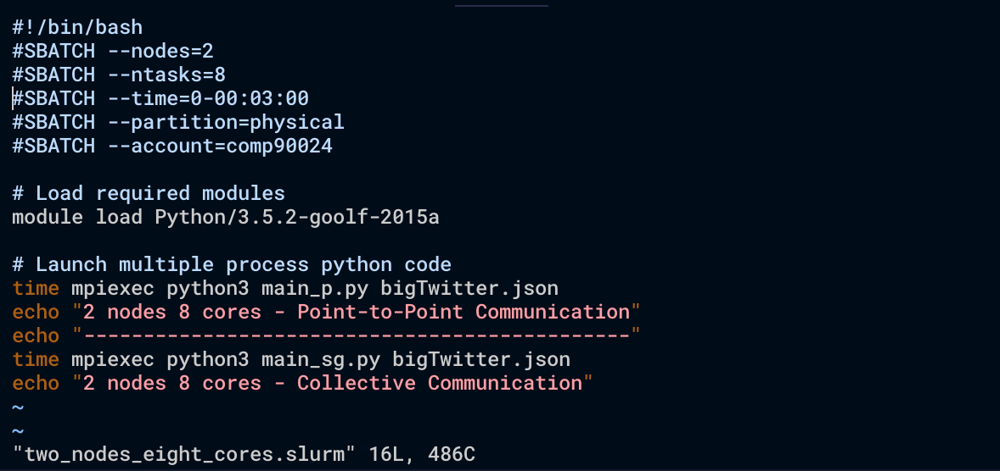 #!/bin/bash
#SBATCH --nodes=2
#SBATCH --ntasks=8
#SBATCH --time=0-00:03:00
#SBATCH --partition=physical
#SBATCH --account=comp90024

# Load required modules
module load Python/3.5.2-goolf-2015a

# Launch multiple process python code
time mpiexec python3 main_p.py bigTwitter.json
echo "2 nodes 8 cores - Point-to-Point Communication"
echo "----------------------------------------------"
time mpiexec python3 main_sg.py bigTwitter.json
echo "2 nodes 8 cores - Collective Communication"
~
~
"two_nodes_eight_cores.slurm" 16L, 486C